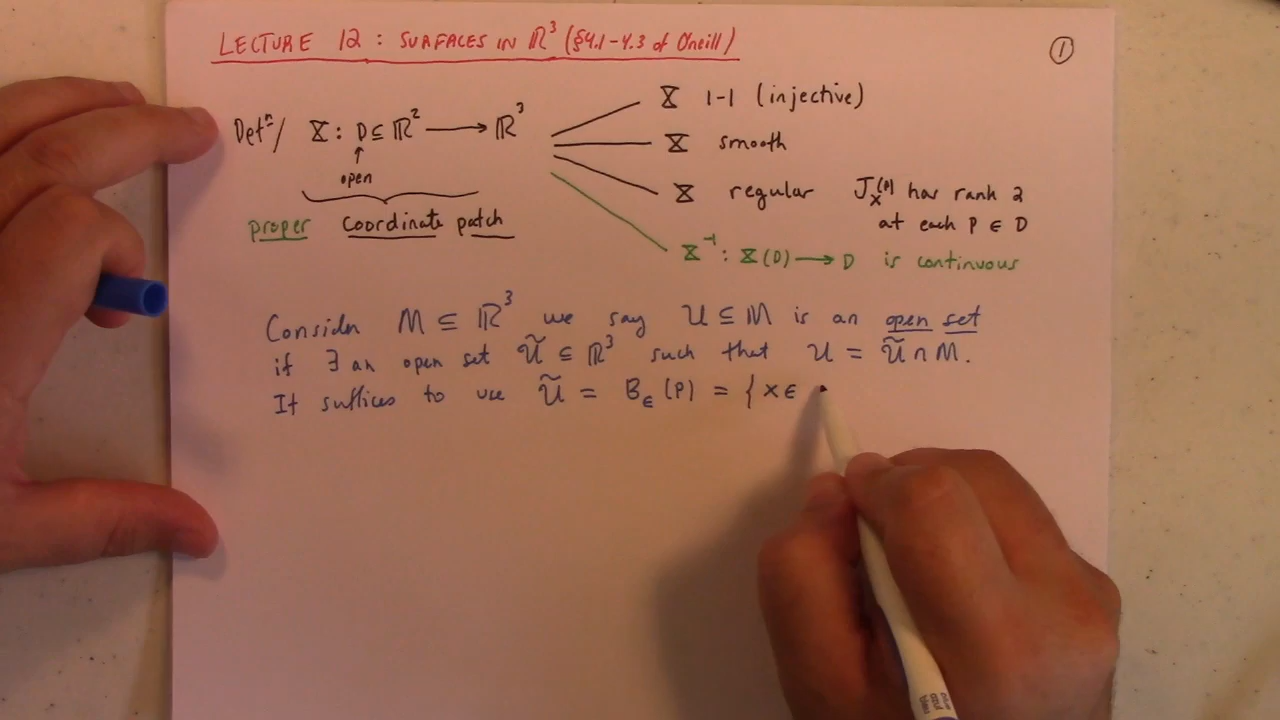 LECTURE 12 : SURFACES IN ℝ³ (§4.1-4.3 of Oneill)
①
Defⁿ/ X : D ⊆ ℝ² ⟶ ℝ³
open
proper coordinate patch
X 1-1 (injective)
X smooth
X regular J_X(p) has rank 2
at each p ∈ D
X⁻¹ : X(D) ⟶ D is continuous
Consider M ⊆ ℝ³ we say U ⊆ M is an open set
if ∃ an open set Ũ ⊆ ℝ³ such that U = Ũ ∩ M.
It suffices to use Ũ = B_ε(p) = { x ∈